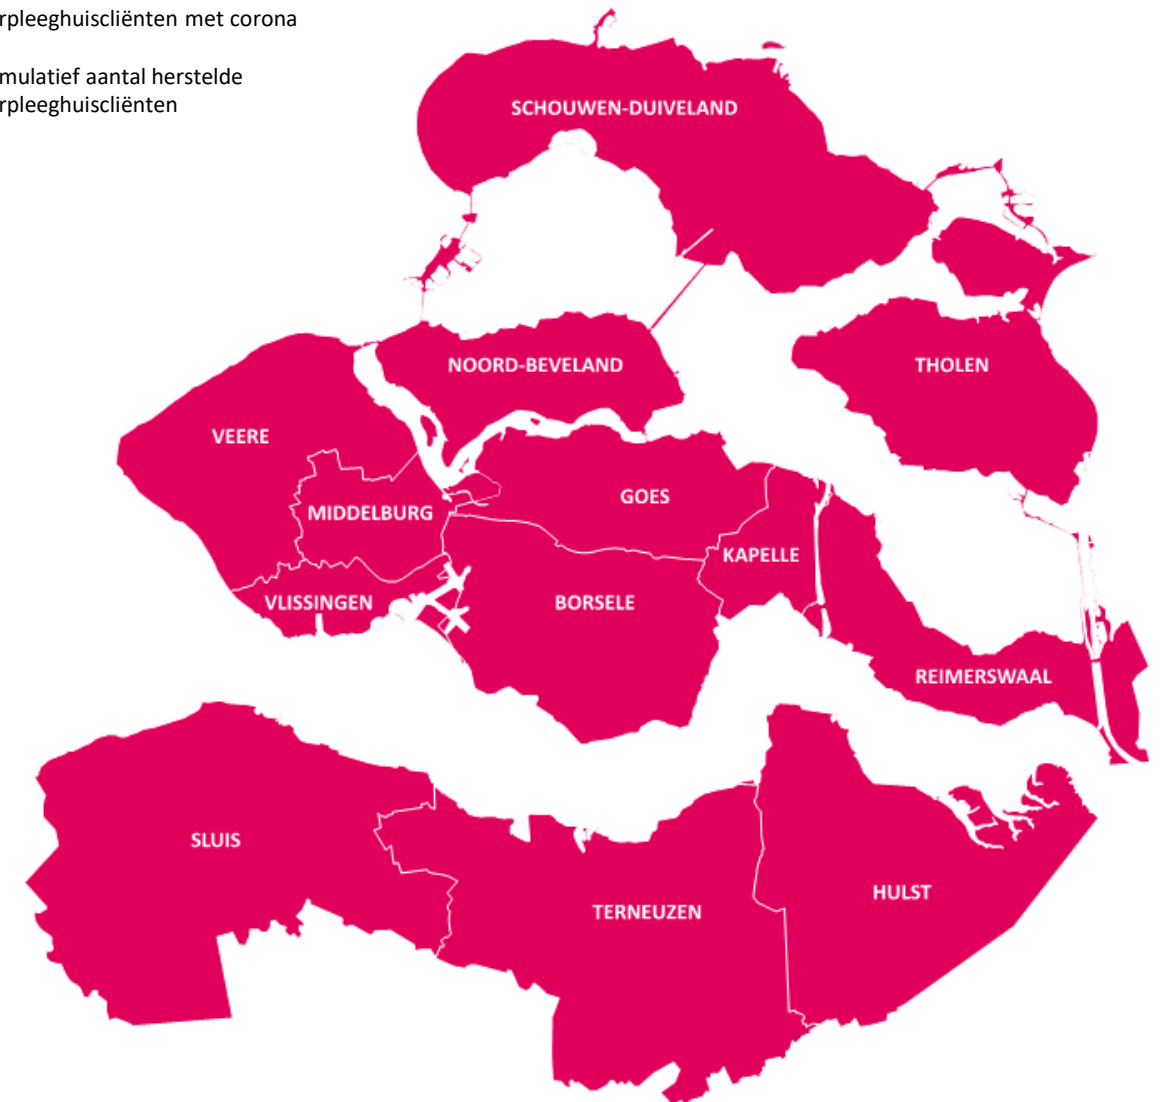 rpleeghuiscliënten met corona
mulatief aantal herstelde
rpleeghuiscliënten
SCHOUWEN-DUIVELAND
NOORD-BEVELAND
THOLEN
VEERE
GOES
MIDDELBURG
KAPELLE
VLISSINGEN
BORSELE
REIMERSWAAL
SLUIS
HULST
TERNEUZEN